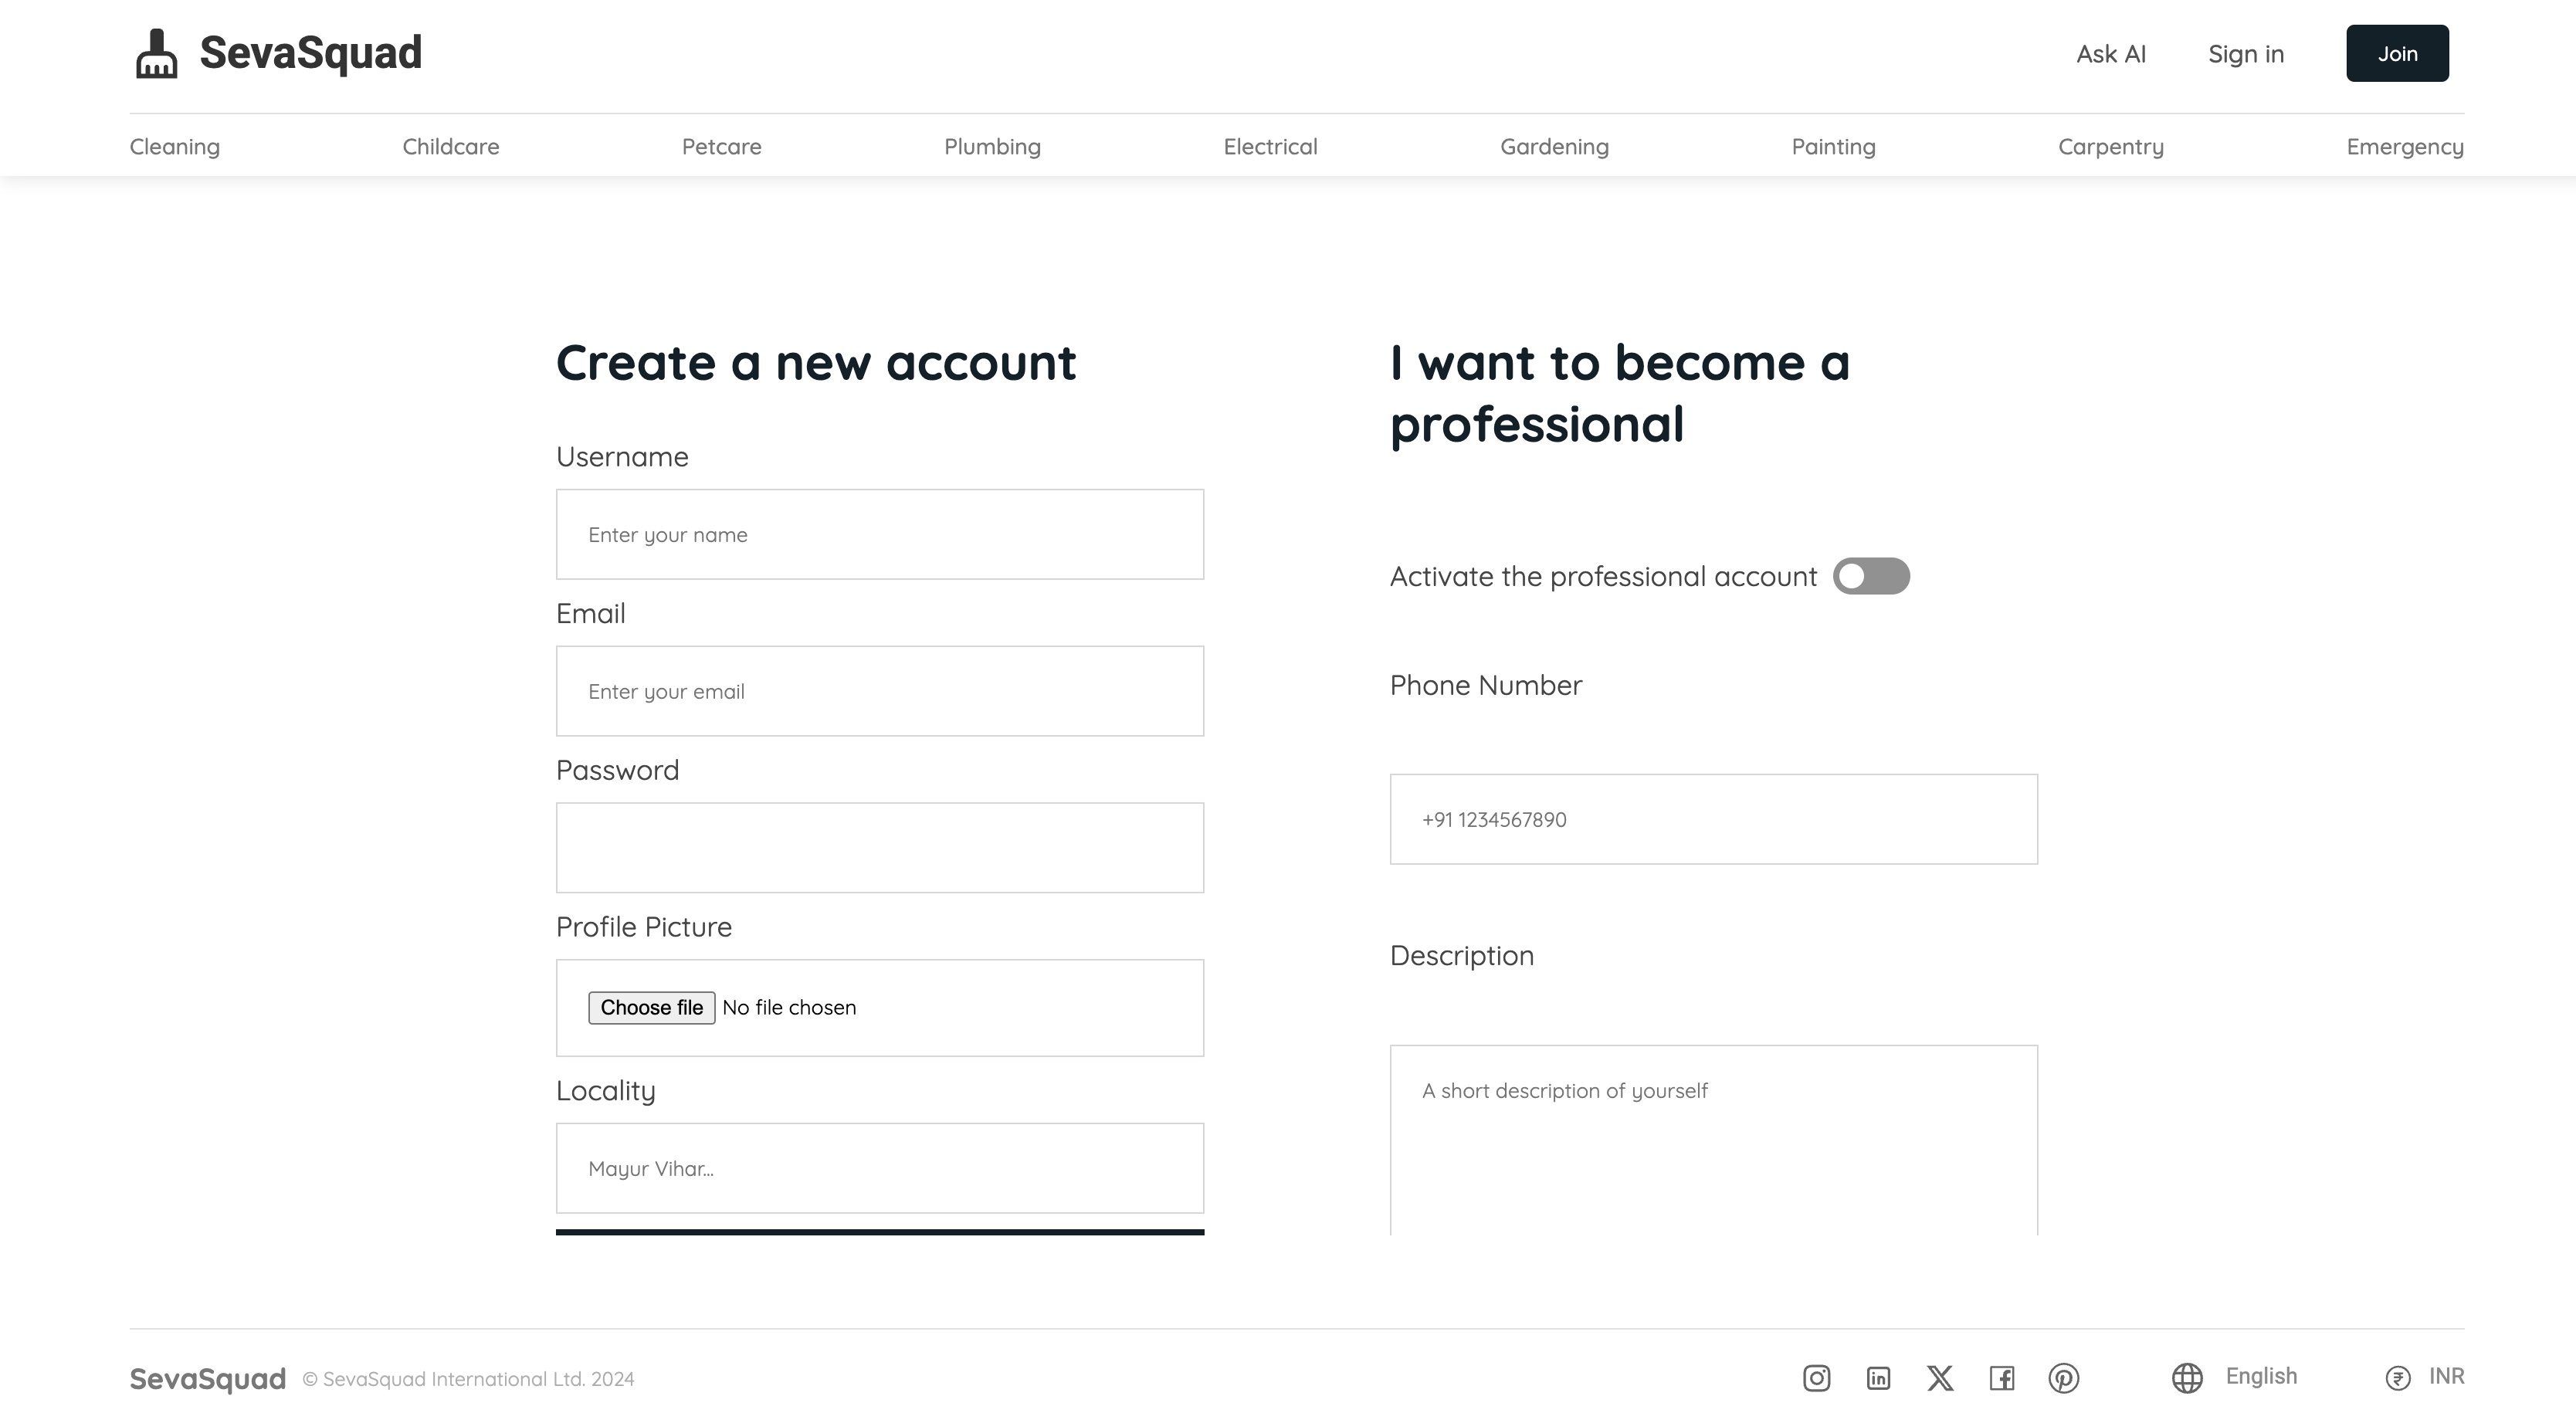 SevaSquad
Ask AI
Sign in
Join
Cleaning
Childcare
Petcare
Plumbing
Electrical
Gardening
Painting
Carpentry
Emergency
Create a new account
Username
Enter your name
Email
Enter your email
Password
Profile Picture
Choose file No file chosen
Locality
Mayur Vihar...
I want to become a
professional
Activate the professional account
Phone Number
+91 1234567890
Description
A short description of yourself
SevaSquad © SevaSquad International Ltd. 2024
English
INR